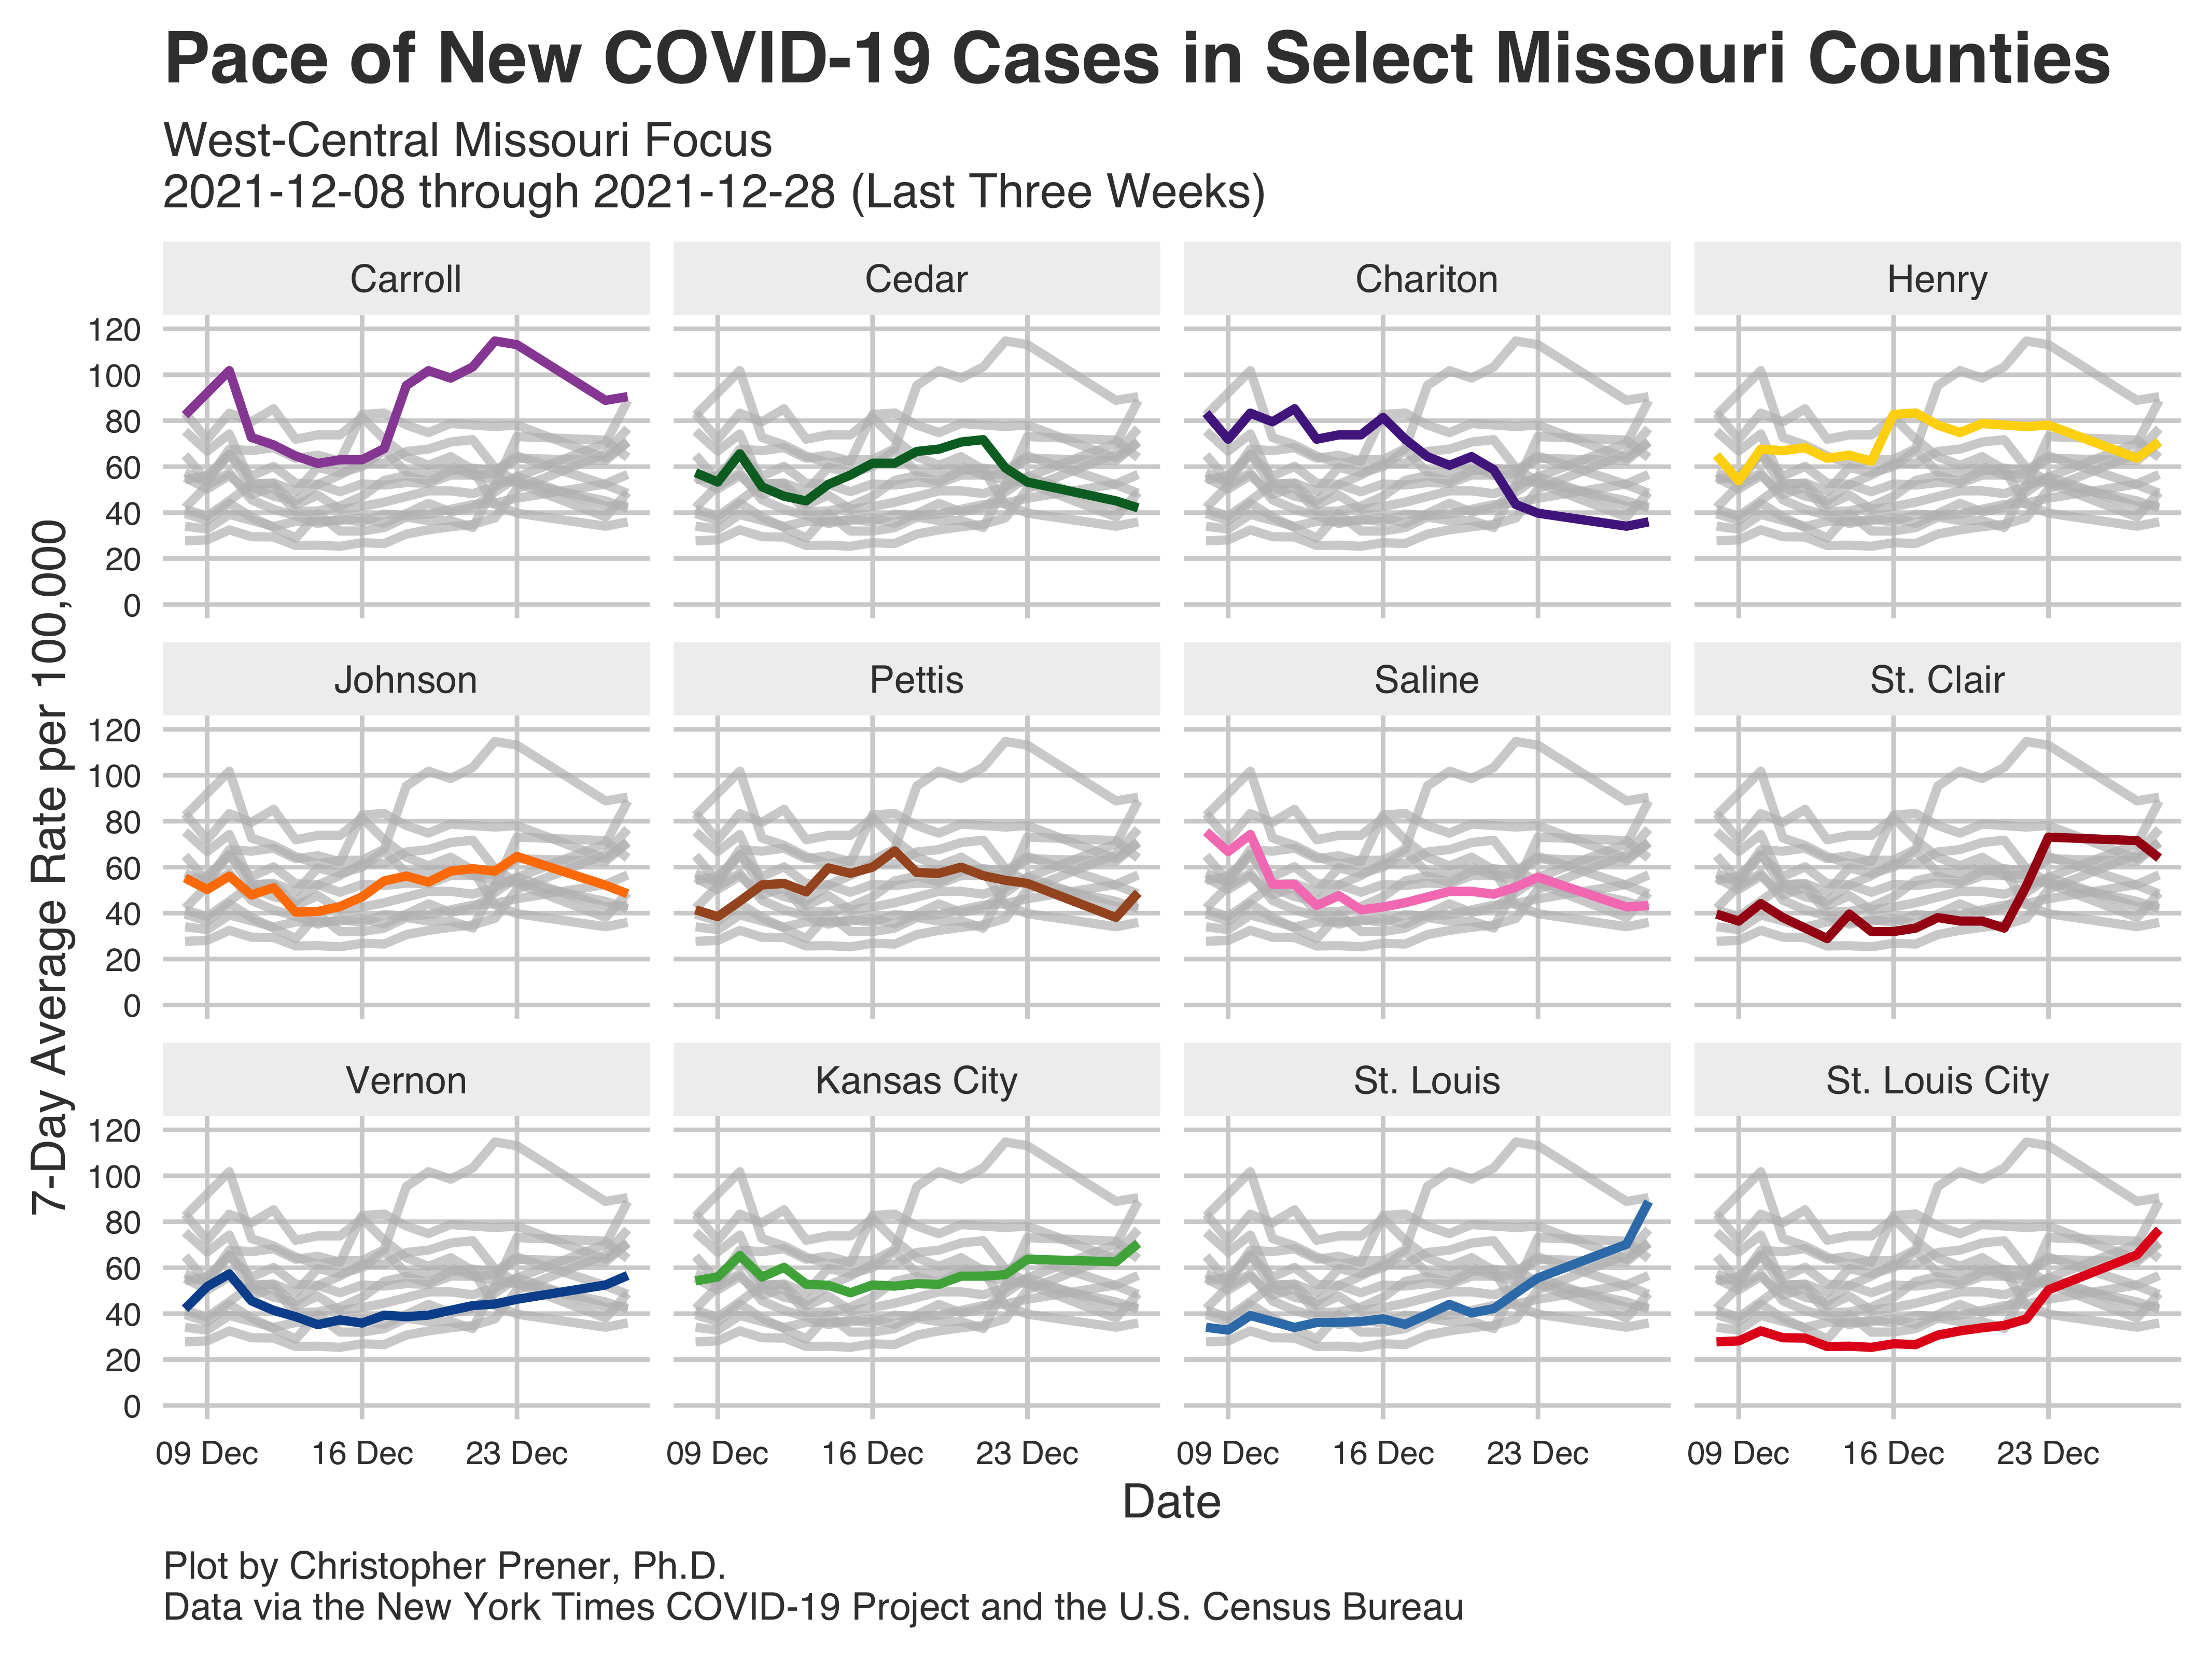 Pace of New COVID-19 Cases in Select Missouri Counties
West-Central Missouri Focus
2021-12-08 through 2021-12-28 (Last Three Weeks)
7-Day Average Rate per 100,000
Carroll
Cedar
Chariton
Henry
120
100
80
60
40
20
0
Johnson
Pettis
Saline
St. Clair
120
100
80
60
40
20
0
Vernon
Kansas City
St. Louis
St. Louis City
120
100
80
60
40
20
0
09 Dec 16 Dec 23 Dec
09 Dec 16 Dec 23 Dec
09 Dec 16 Dec 23 Dec
09 Dec 16 Dec 23 Dec
Date
Plot by Christopher Prener, Ph.D.
Data via the New York Times COVID-19 Project and the U.S. Census Bureau